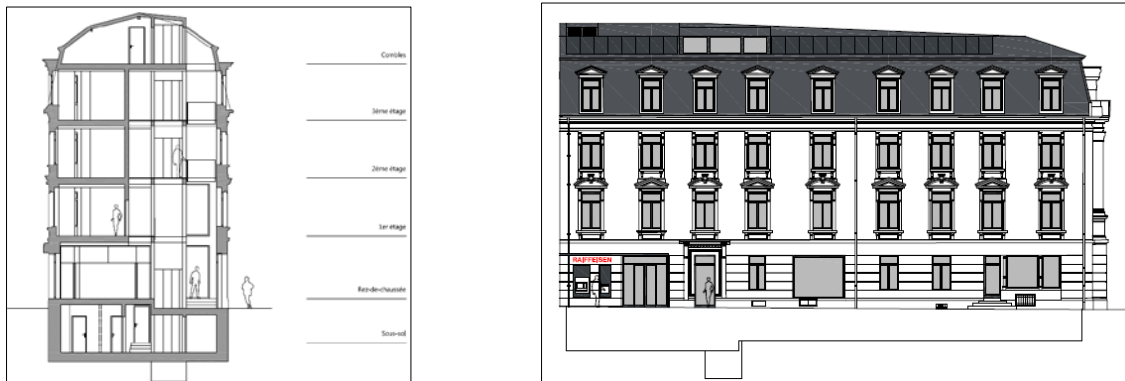 Combles
3ème étage
2ème étage
1er étage
Rez-de-chaussée
Sous-sol
RAIFFEISEN